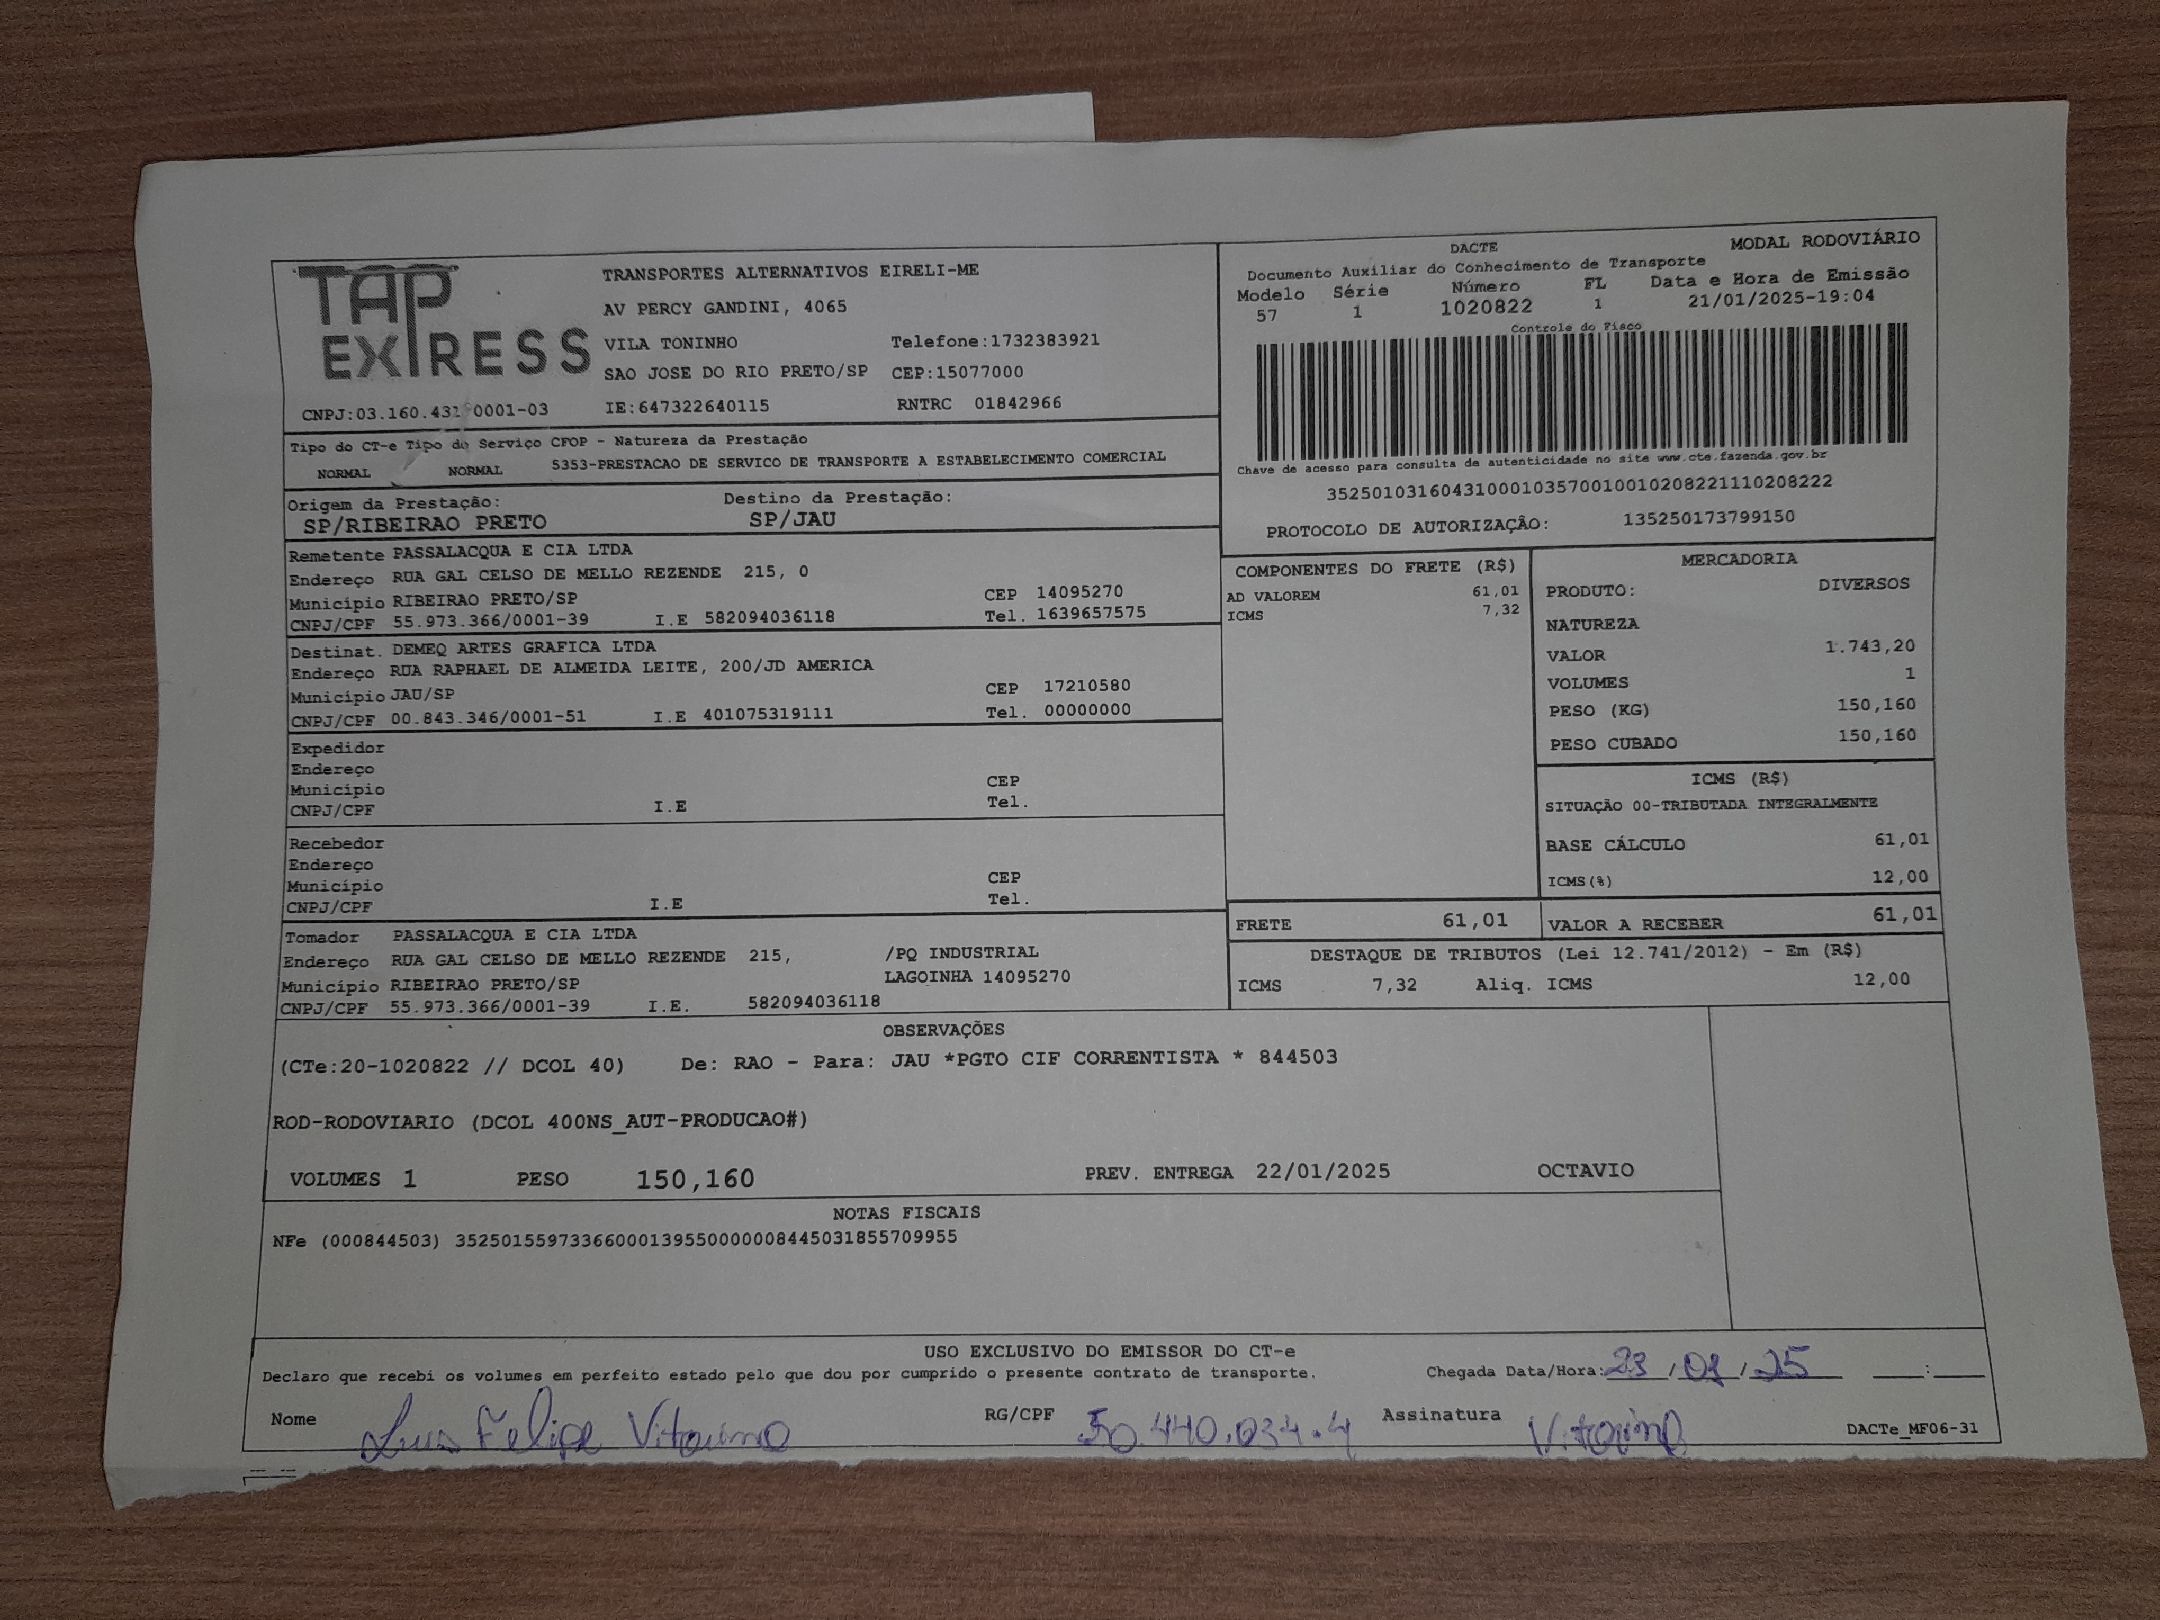 TAP EXPRESS
TRANSPORTES ALTERNATIVOS EIRELI-ME
AV PERCY GANDINI, 4065
VILA TONINHO Telefone:1732383921
SAO JOSE DO RIO PRETO/SP CEP:15077000
CNPJ:03.160.431 0001-03 IE:647322640115 RNTRC 01842966
DACTE MODAL RODOVIÁRIO
Documento Auxiliar do Conhecimento de Transporte
Modelo Série Número FL Data e Hora de Emissão
57 1 1020822 1 21/01/2025-19:04
Controle do Fisco
Chave de acesso para consulta de autenticidade no site www.cte.fazenda.gov.br
35250103160431000103570010010208221110208222
PROTOCOLO DE AUTORIZAÇÃO: 135250173799150
Tipo do CT-e Tipo do Serviço CFOP - Natureza da Prestação
NORMAL NORMAL 5353-PRESTACAO DE SERVICO DE TRANSPORTE A ESTABELECIMENTO COMERCIAL
Origem da Prestação: Destino da Prestação:
SP/RIBEIRAO PRETO SP/JAU
Remetente PASSALACQUA E CIA LTDA
Endereço RUA GAL CELSO DE MELLO REZENDE 215, 0
Município RIBEIRAO PRETO/SP CEP 14095270
CNPJ/CPF 55.973.366/0001-39 I.E 582094036118 Tel. 1639657575
Destinat. DEMEQ ARTES GRAFICA LTDA
Endereço RUA RAPHAEL DE ALMEIDA LEITE, 200/JD AMERICA
Município JAU/SP CEP 17210580
CNPJ/CPF 00.843.346/0001-51 I.E 401075319111 Tel. 00000000
Expedidor
Endereço
Município CEP
CNPJ/CPF I.E Tel.
Recebedor
Endereço
Município CEP
CNPJ/CPF I.E Tel.
Tomador PASSALACQUA E CIA LTDA
Endereço RUA GAL CELSO DE MELLO REZENDE 215, /PQ INDUSTRIAL
Município RIBEIRAO PRETO/SP LAGOINHA 14095270
CNPJ/CPF 55.973.366/0001-39 I.E. 582094036118
COMPONENTES DO FRETE (R$)
AD VALOREM 61,01
ICMS 7,32
MERCADORIA
PRODUTO: DIVERSOS
NATUREZA
VALOR 1.743,20
VOLUMES 1
PESO (KG) 150,160
PESO CUBADO 150,160
ICMS (R$)
SITUAÇÃO 00-TRIBUTADA INTEGRALMENTE
BASE CÁLCULO 61,01
ICMS(%) 12,00
FRETE 61,01 VALOR A RECEBER 61,01
DESTAQUE DE TRIBUTOS (Lei 12.741/2012) - Em (R$)
ICMS 7,32 Aliq. ICMS 12,00
OBSERVAÇÕES
(CTe:20-1020822 // DCOL 40) De: RAO - Para: JAU *PGTO CIF CORRENTISTA * 844503
ROD-RODOVIARIO (DCOL 400NS_AUT-PRODUCAO#)
VOLUMES 1 PESO 150,160 PREV. ENTREGA 22/01/2025 OCTAVIO
NOTAS FISCAIS
NFe (000844503) 35250155973366000139550000008445031855709955
USO EXCLUSIVO DO EMISSOR DO CT-e
Declaro que recebi os volumes em perfeito estado pelo que dou por cumprido o presente contrato de transporte. Chegada Data/Hora: 23/01/25 :
Nome Luis Felipe Vitorino RG/CPF 50.440.034-4 Assinatura Vitorino DACTe_MF06-31